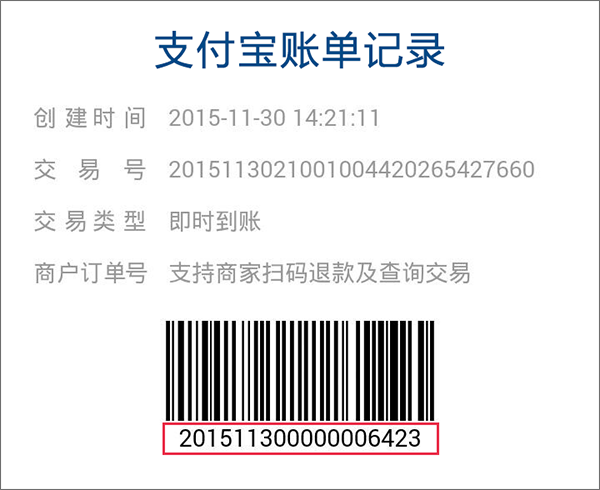 支付宝账单记录
创建时间 2015-11-30 14:21:11
交易号 2015113021001004420265427660
交易类型 即时到账
商户订单号 支持商家扫码退款及查询交易
201511300000006423